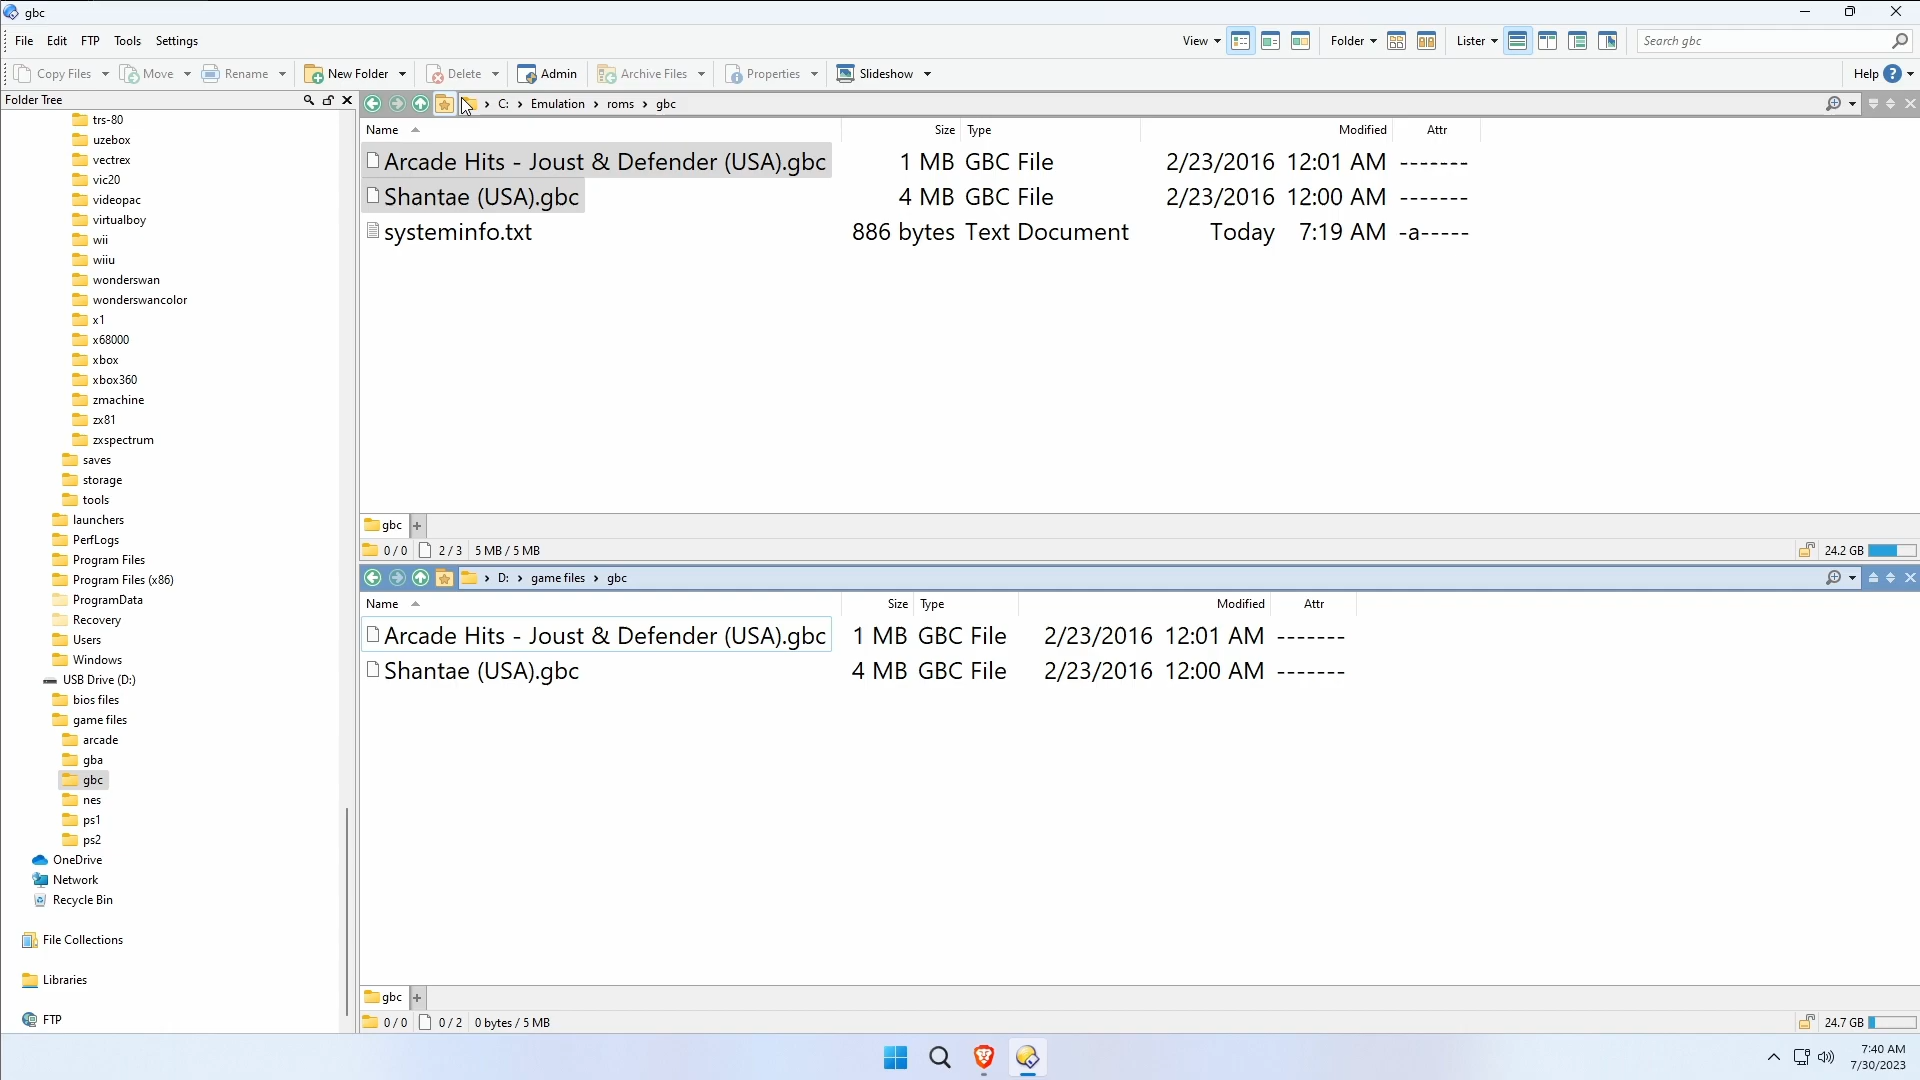 gbc
File Edit FTP Tools Settings
View Folder Lister Search gbc
Copy Files Move Rename New Folder Delete Admin Archive Files Properties Slideshow Help ?
Folder Tree
C: Emulation roms gbc
Name Size Type Modified Attr
Arcade Hits - Joust & Defender (USA).gbc 1 MB GBC File 2/23/2016 12:01 AM -------
Shantae (USA).gbc 4 MB GBC File 2/23/2016 12:00 AM -------
systeminfo.txt 886 bytes Text Document Today 7:19 AM -a-----
gbc +
0 / 0 2 / 3 5 MB / 5 MB 24.2 GB
D: game files gbc
Name Size Type Modified Attr
Arcade Hits - Joust & Defender (USA).gbc 1 MB GBC File 2/23/2016 12:01 AM -------
Shantae (USA).gbc 4 MB GBC File 2/23/2016 12:00 AM -------
gbc +
0 / 0 0 / 2 0 bytes / 5 MB 24.7 GB
trs-80
uzebox
vectrex
vic20
videopac
virtualboy
wii
wiiu
wonderswan
wonderswancolor
x1
x68000
xbox
xbox360
zmachine
zx81
zxspectrum
saves
storage
tools
launchers
PerfLogs
Program Files
Program Files (x86)
ProgramData
Recovery
Users
Windows
USB Drive (D:)
bios files
game files
arcade
gba
gbc
nes
ps1
ps2
OneDrive
Network
Recycle Bin
File Collections
Libraries
FTP
7:40 AM
7/30/2023